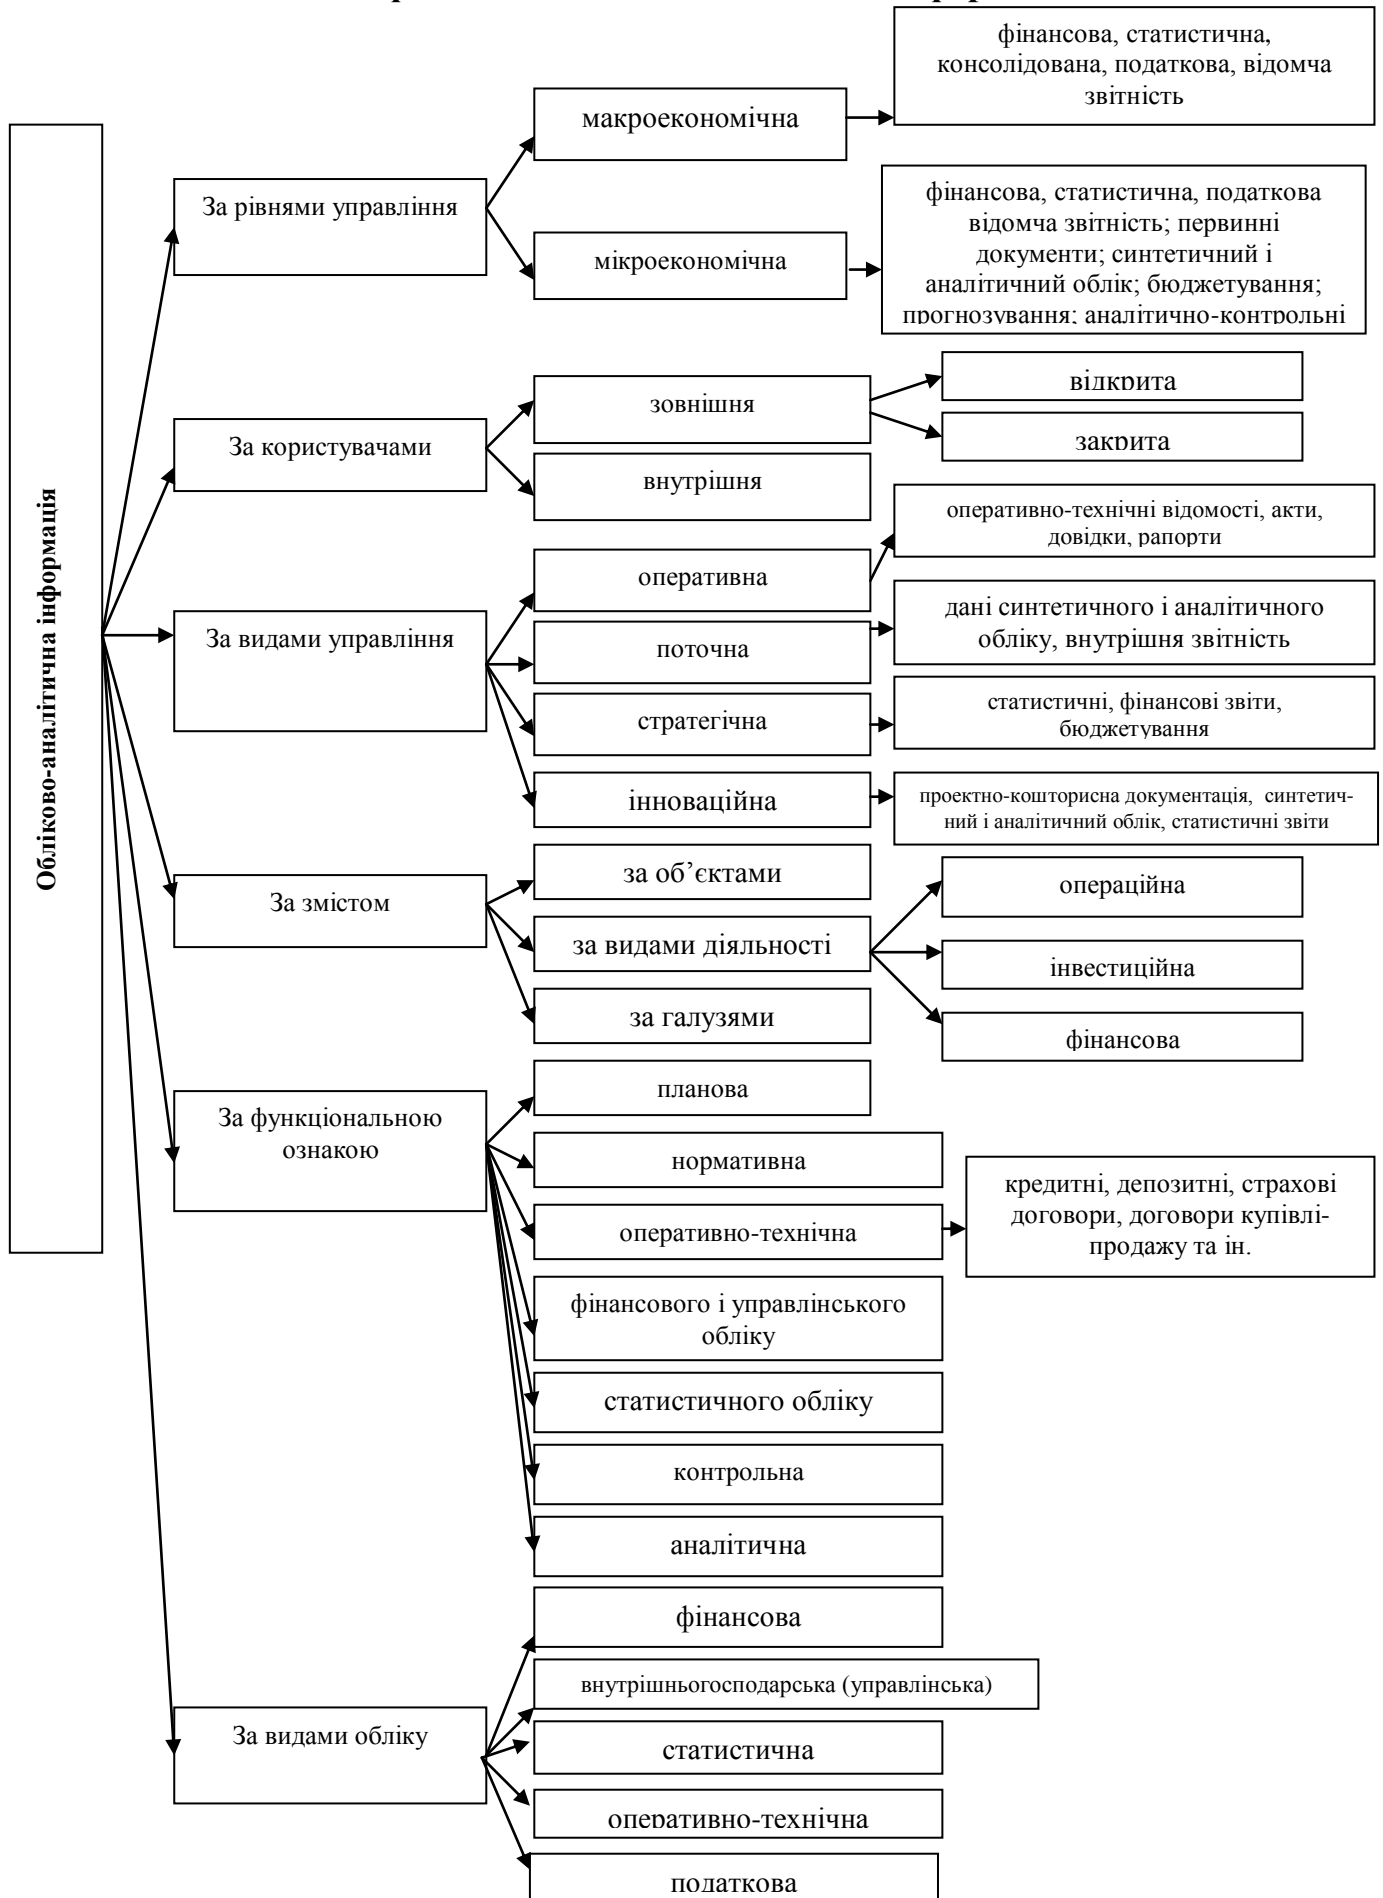 фінансова, статистична,
консолідована, податкова, відомча
звітність
макроекономічна
За рівнями управління
фінансова, статистична, податкова
відомча звітність; первинні
документи; синтетичний і
аналітичний облік; бюджетування;
прогнозування; аналітично-контрольні
мікроекономічна
Обліково-аналітична інформація
відкрита
зовнішня
закрита
За користувачами
внутрішня
оперативно-технічні відомості, акти,
довідки, рапорти
оперативна
За видами управління
дані синтетичного і аналітичного
обліку, внутрішня звітність
поточна
стратегічна
статистичні, фінансові звіти,
бюджетування
інноваційна
проектно-кошторисна документація, синтетич-
ний і аналітичний облік, статистичні звіти
за об’єктами
За змістом
операційна
за видами діяльності
інвестиційна
за галузями
фінансова
планова
За функціональною
ознакою
нормативна
оперативно-технічна
кредитні, депозитні, страхові
договори, договори купівлі-
продажу та ін.
фінансового і управлінського
обліку
статистичного обліку
контрольна
аналітична
фінансова
внутрішньогосподарська (управлінська)
За видами обліку
статистична
оперативно-технічна
податкова